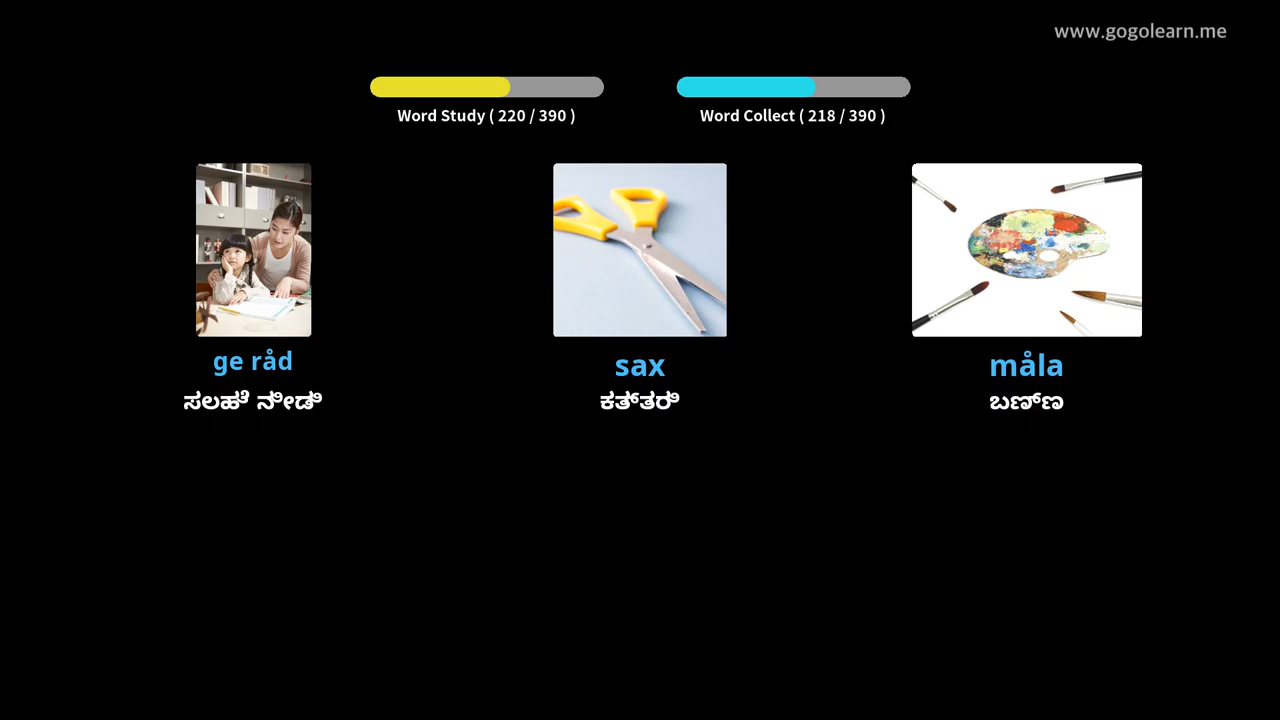 www.gogolearn.me
Word Study ( 220 / 390 )
Word Collect ( 218 / 390 )
ge råd
sax
måla
ಸಲಹೆ ನೀಡಿ
ಕತ್ತರಿ
ಬಣ್ಣ